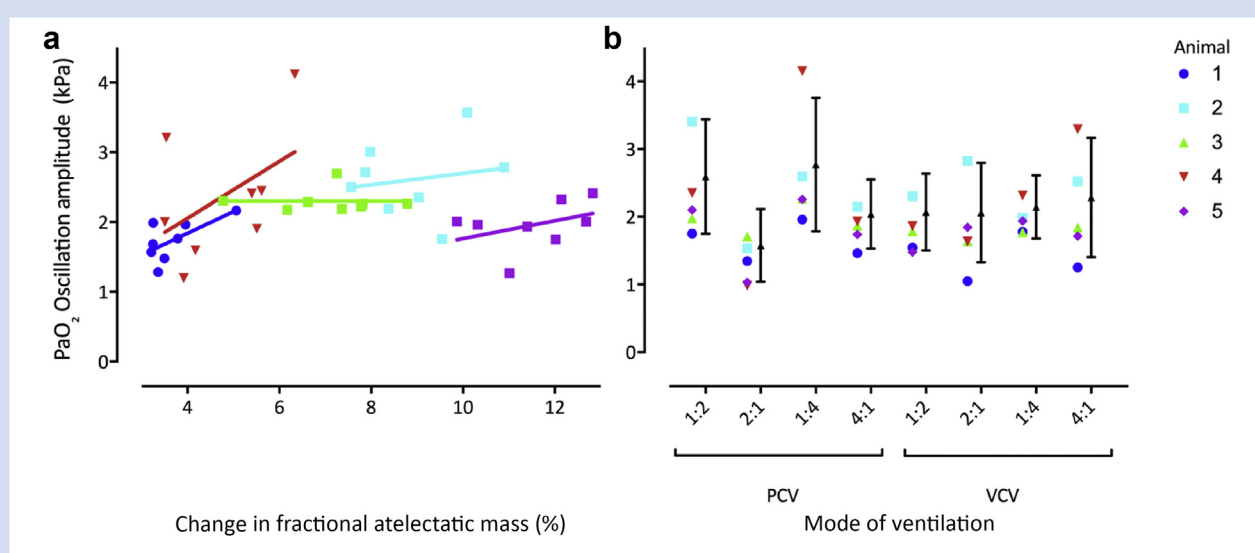 a
PaO2 Oscillation amplitude (kPa)
4
3
2
1
0
4 6 8 10 12
Change in fractional atelectatic mass (%)
b
4
3
2
1
0
1:2 2:1 1:4 4:1 1:2 2:1 1:4 4:1
PCV VCV
Mode of ventilation
Animal
1
2
3
4
5